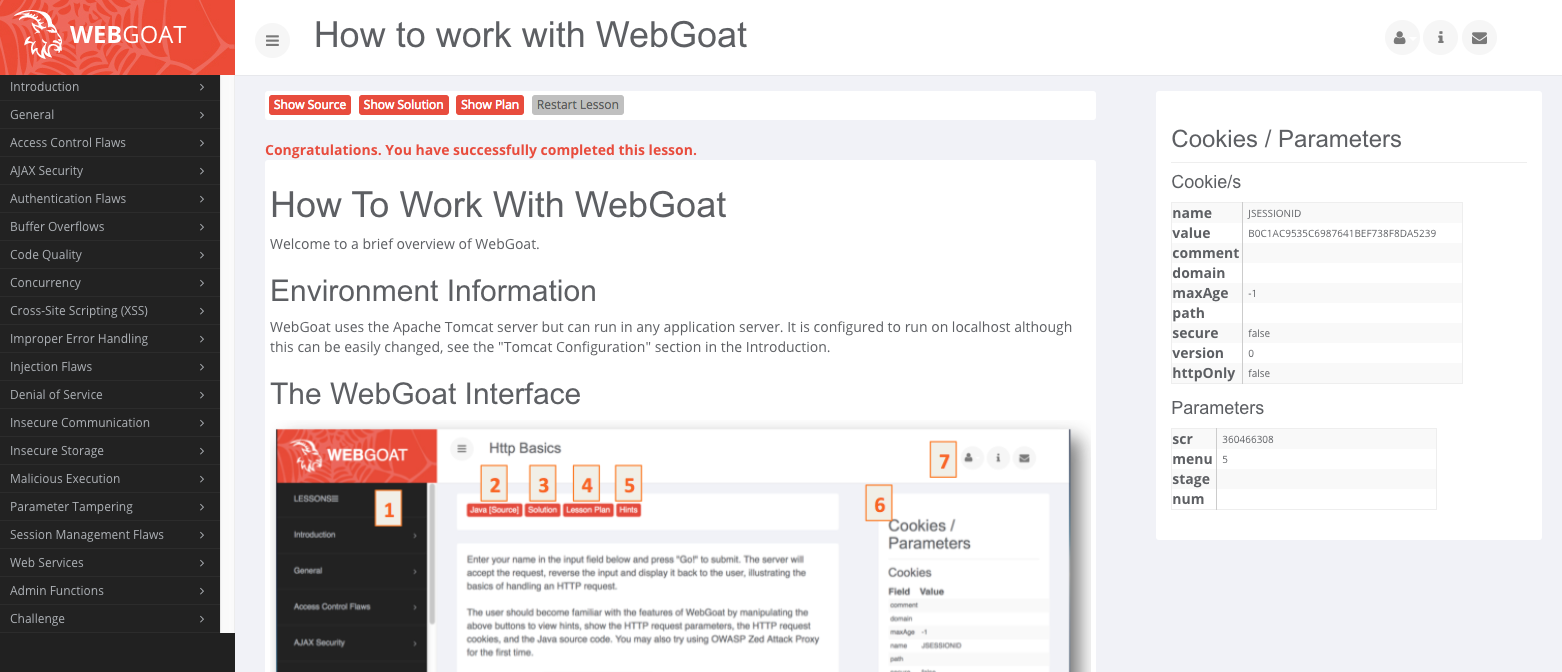 WEBGOAT
How to work with WebGoat
Introduction
General
Access Control Flaws
AJAX Security
Authentication Flaws
Buffer Overflows
Code Quality
Concurrency
Cross-Site Scripting (XSS)
Improper Error Handling
Injection Flaws
Denial of Service
Insecure Communication
Insecure Storage
Malicious Execution
Parameter Tampering
Session Management Flaws
Web Services
Admin Functions
Challenge
Show Source Show Solution Show Plan Restart Lesson
Congratulations. You have successfully completed this lesson.
How To Work With WebGoat
Welcome to a brief overview of WebGoat.
Environment Information
WebGoat uses the Apache Tomcat server but can run in any application server. It is configured to run on localhost although
this can be easily changed, see the "Tomcat Configuration" section in the Introduction.
The WebGoat Interface
WEBGOAT
Http Basics
7
2 3 4 5
1
6
LESSONS
Java [Source] Solution Lesson Plan Hints
Introduction
General
Access Control Flaws
AJAX Security
Enter your name in the input field below and press "Go!" to submit. The server will
accept the request, reverse the input and display it back to the user, illustrating the
basics of handling an HTTP request.
The user should become familiar with the features of WebGoat by manipulating the
above buttons to view hints, show the HTTP request parameters, the HTTP request
cookies, and the Java source code. You may also try using OWASP Zed Attack Proxy
for the first time.
Cookies /
Parameters
Cookies
Field Value
comment
domain
maxAge -1
name JSESSIONID
path
Cookies / Parameters
Cookie/s
name JSESSIONID
value B0C1AC9535C6987641BEF738F8DA5239
comment
domain
maxAge -1
path
secure false
version 0
httpOnly false
Parameters
scr 360466308
menu 5
stage
num